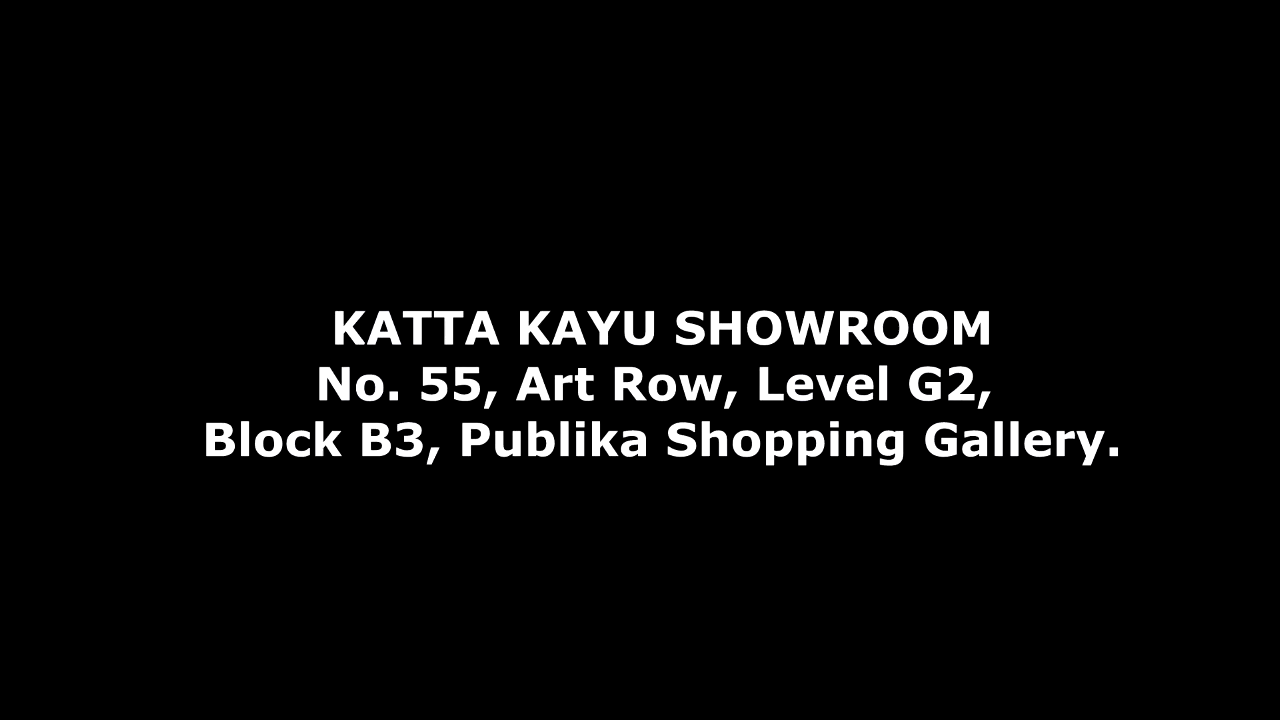 KATTA KAYU SHOWROOM
No. 55, Art Row, Level G2,
Block B3, Publika Shopping Gallery.